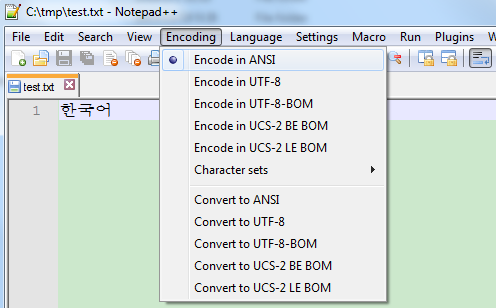 C:\tmp\test.txt - Notepad++
File Edit Search View Encoding Language Settings Macro Run Plugins
test.txt
1 한국어
Encode in ANSI
Encode in UTF-8
Encode in UTF-8-BOM
Encode in UCS-2 BE BOM
Encode in UCS-2 LE BOM
Character sets
Convert to ANSI
Convert to UTF-8
Convert to UTF-8-BOM
Convert to UCS-2 BE BOM
Convert to UCS-2 LE BOM